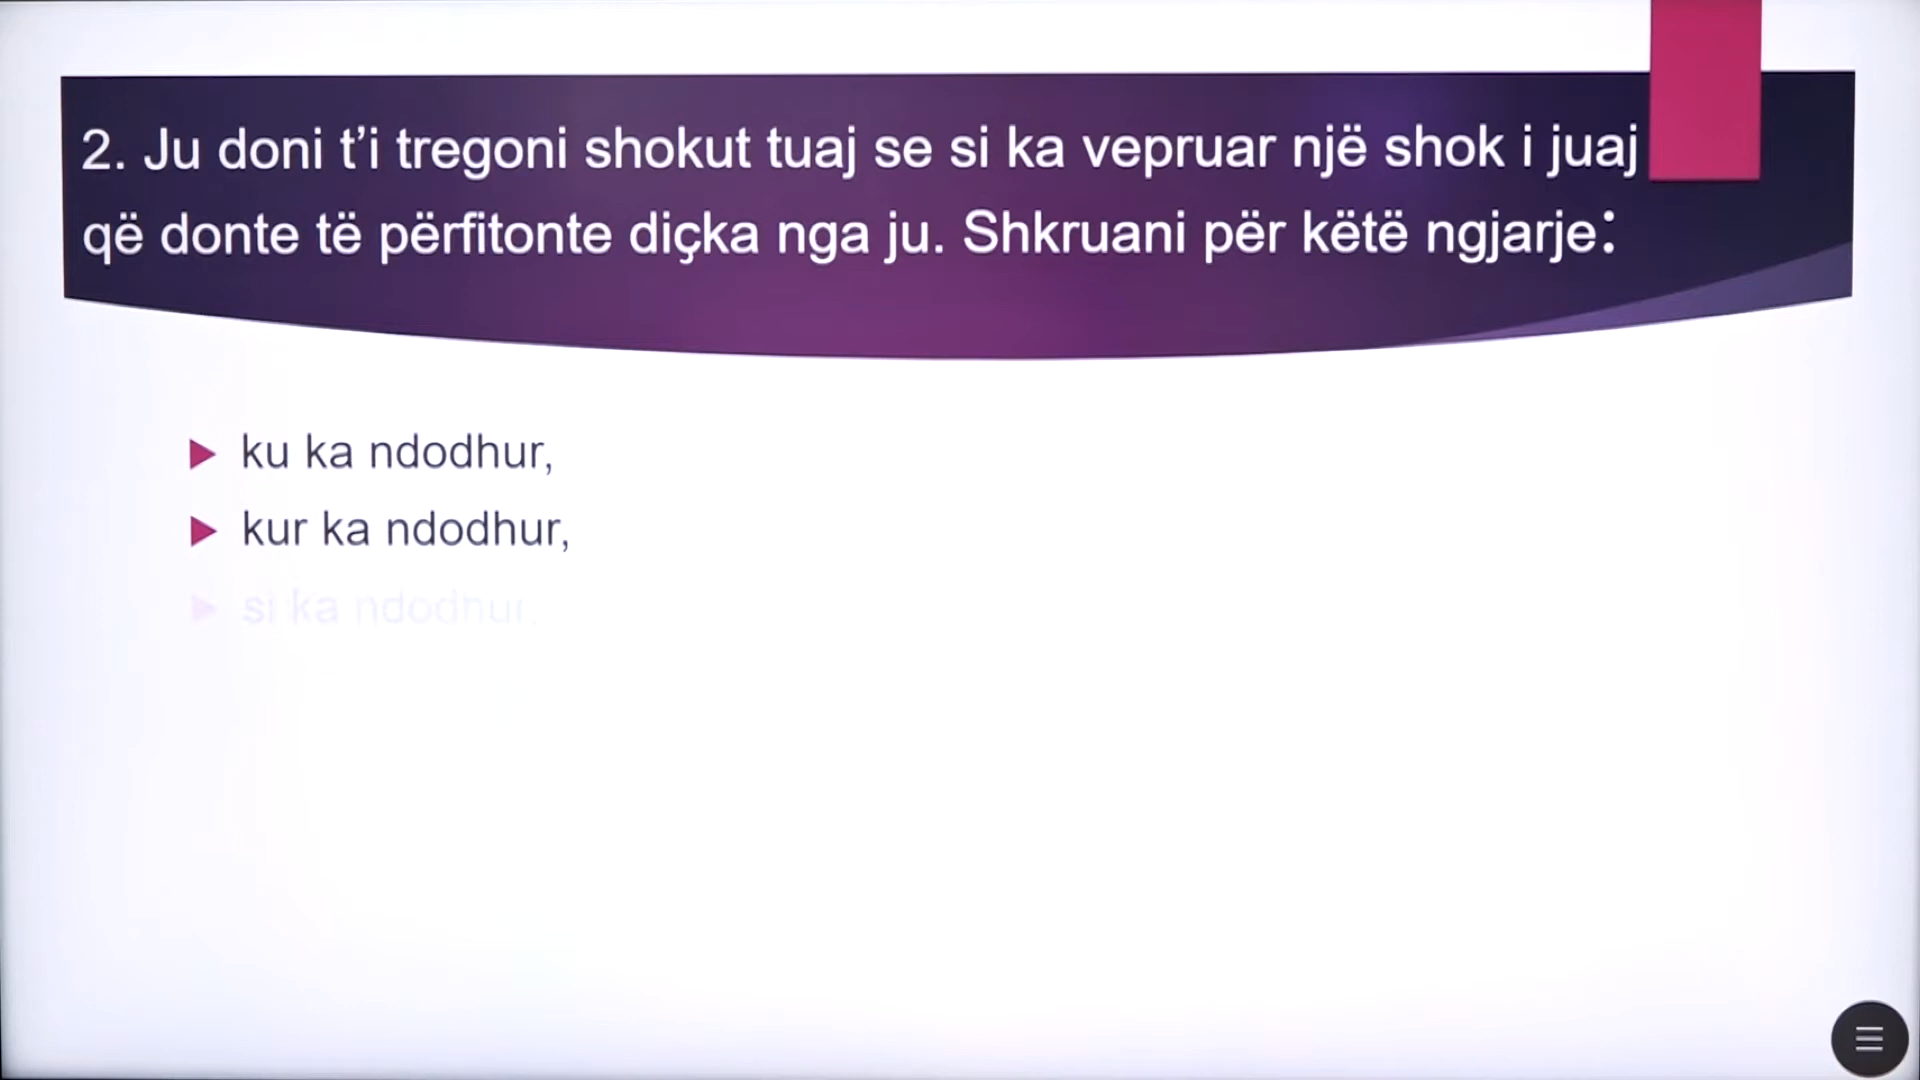 2. Ju doni t’i tregoni shokut tuaj se si ka vepruar një shok i juaj
që donte të përfitonte diçka nga ju. Shkruani për këtë ngjarje:
ku ka ndodhur,
kur ka ndodhur,
si ka ndodhur,